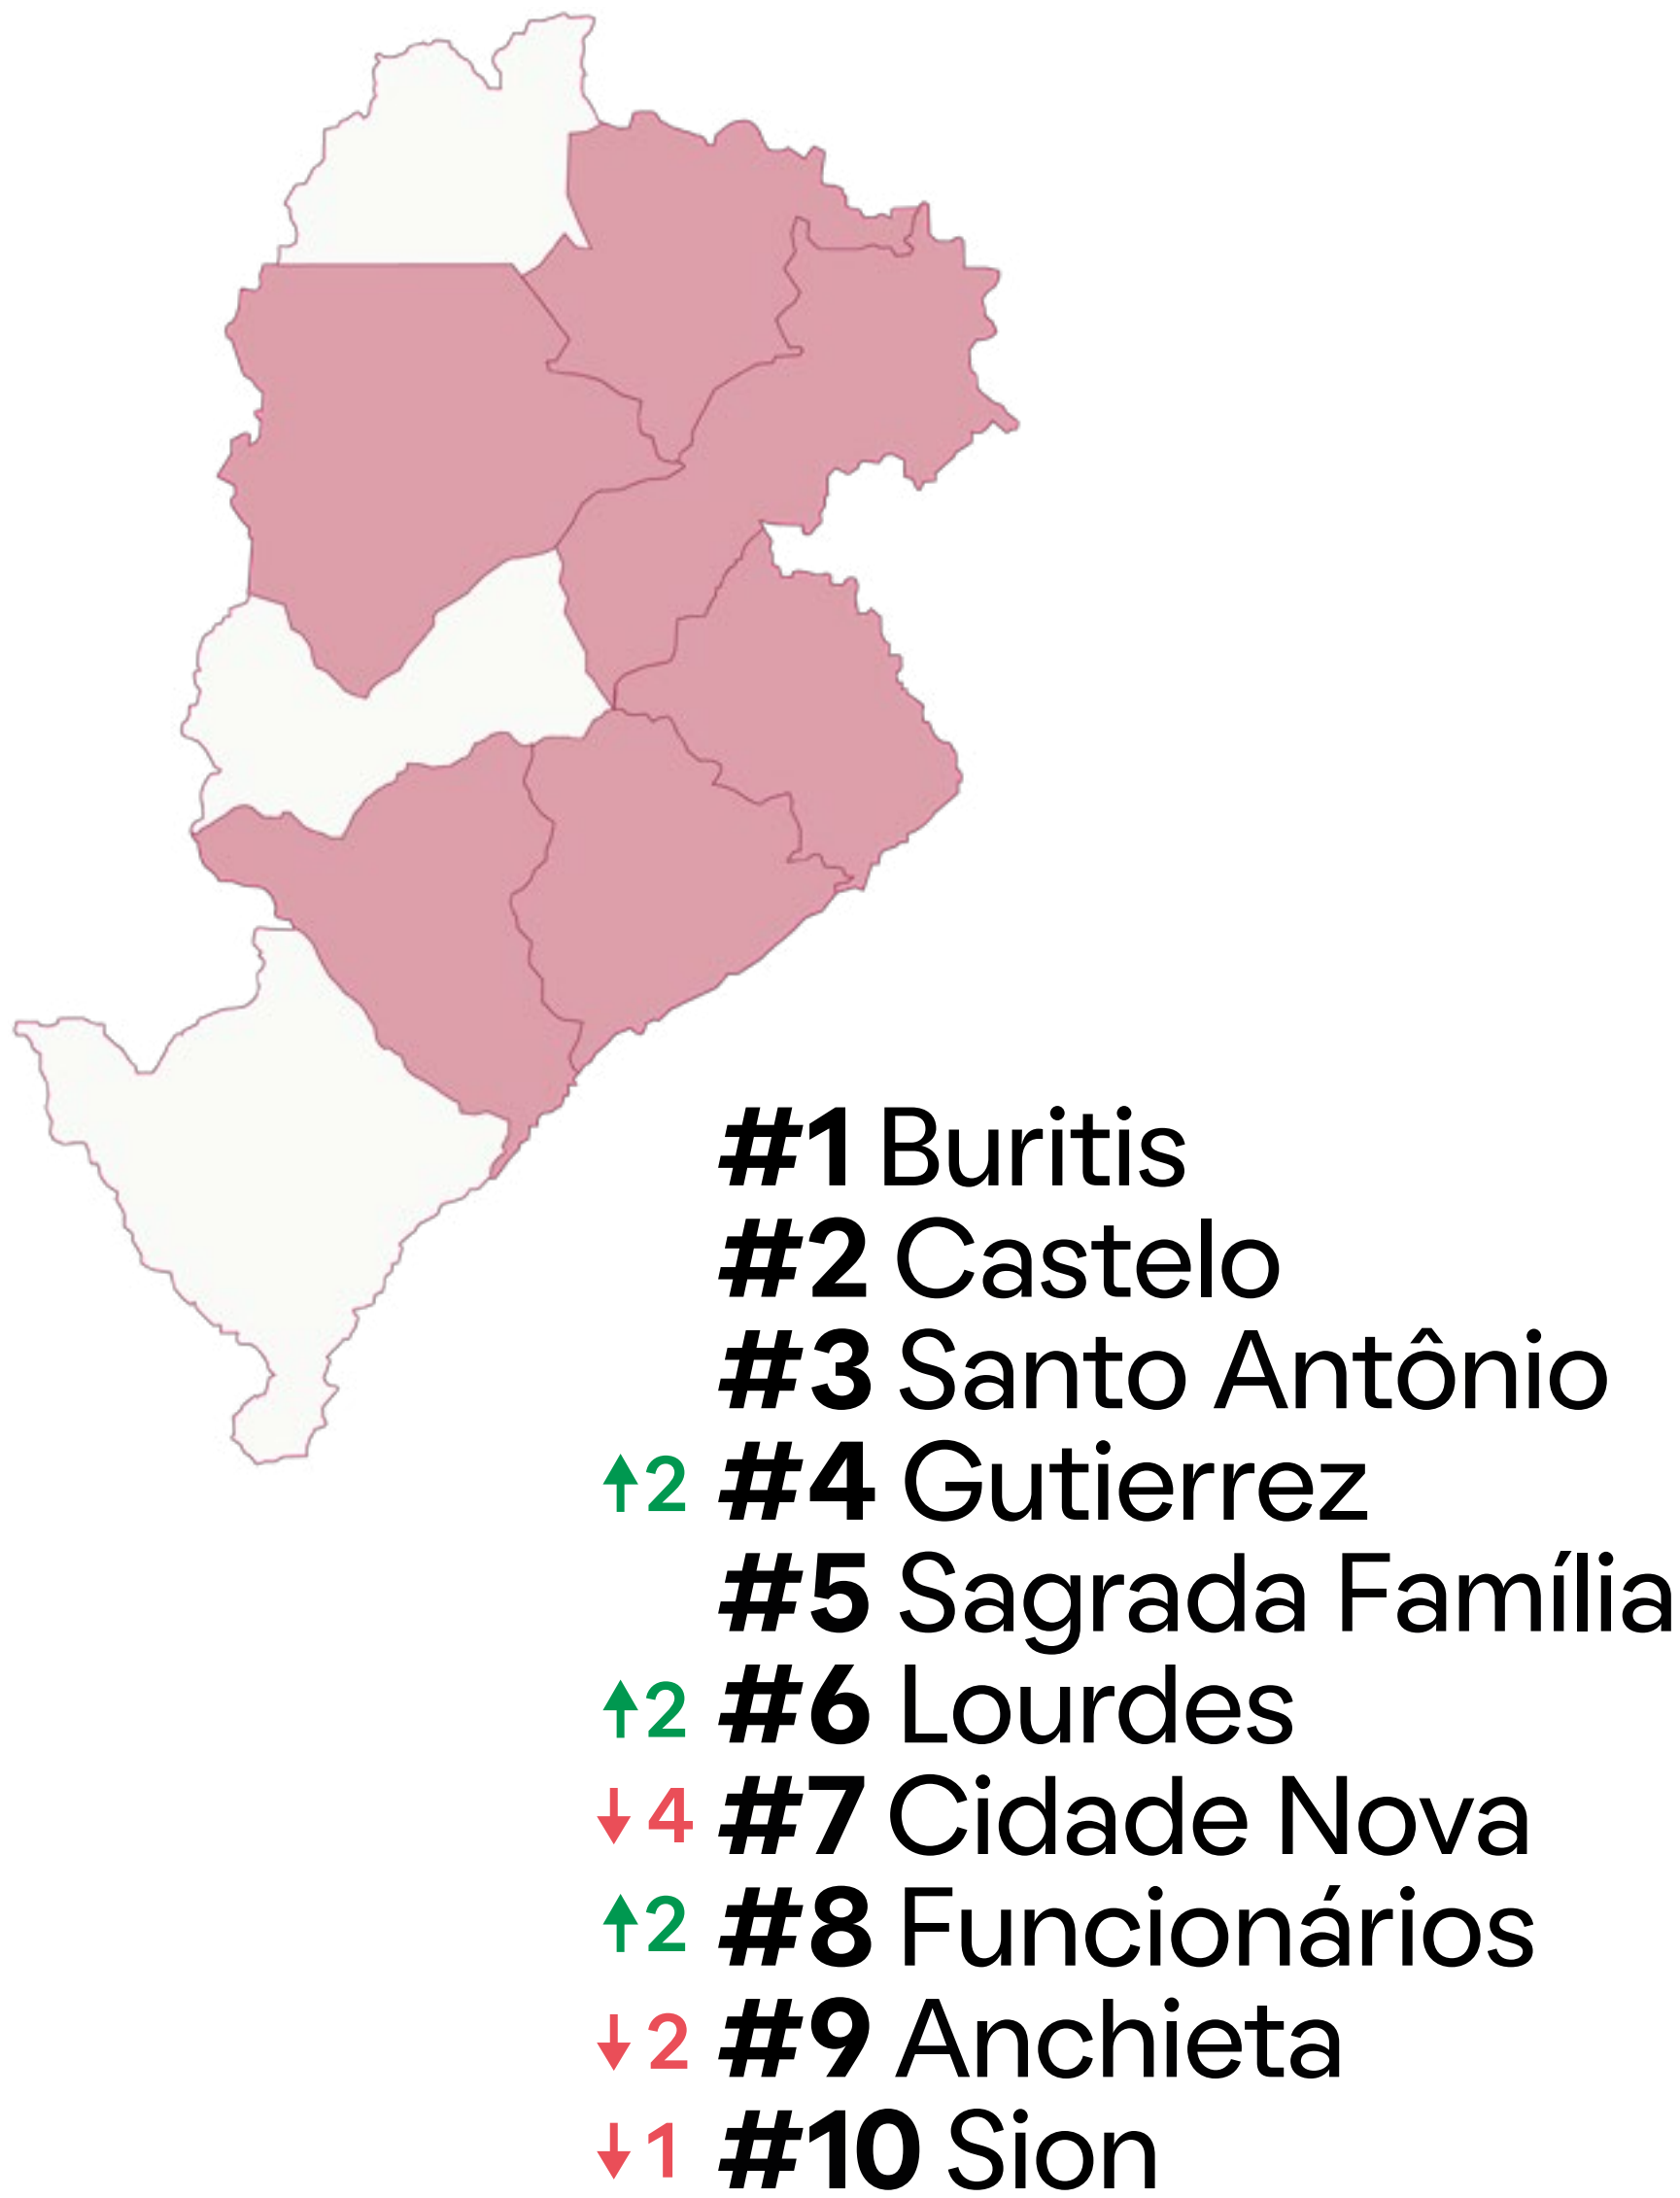 #1 Buritis
#2 Castelo
#3 Santo Antônio
↑2 #4 Gutierrez
#5 Sagrada Família
↑2 #6 Lourdes
↓4 #7 Cidade Nova
↑2 #8 Funcionários
↓2 #9 Anchieta
↓1 #10 Sion